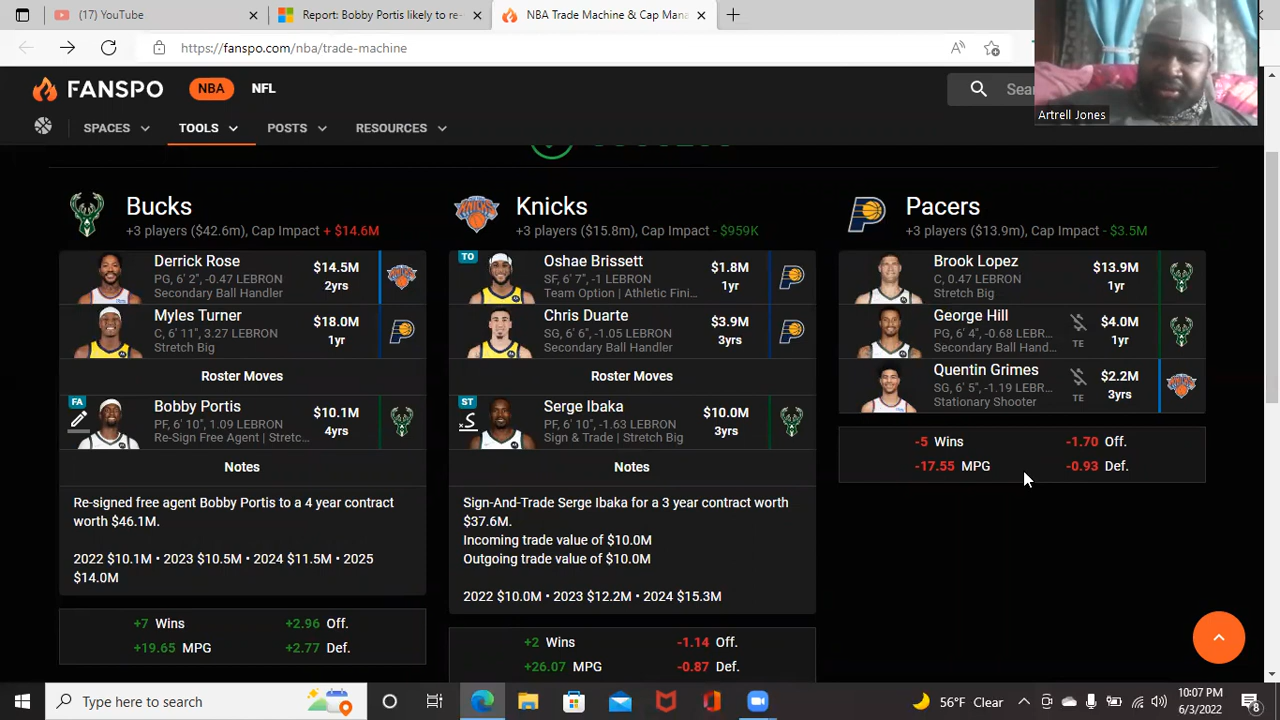 (17) YouTube
Report: Bobby Portis likely to re-
NBA Trade Machine & Cap Mana
https://fanspo.com/nba/trade-machine
FANSPO
NBA
NFL
Sea
Artrell Jones
SPACES
TOOLS
POSTS
RESOURCES
Bucks
+3 players ($42.6m), Cap Impact + $14.6M
Derrick Rose
PG, 6' 2", -0.47 LEBRON
Secondary Ball Handler
$14.5M
2yrs
Myles Turner
C, 6' 11", 3.27 LEBRON
Stretch Big
$18.0M
1yr
Roster Moves
FA
Bobby Portis
PF, 6' 10", 1.09 LEBRON
Re-Sign Free Agent | Stretc...
$10.1M
4yrs
Notes
Re-signed free agent Bobby Portis to a 4 year contract
worth $46.1M.
2022 $10.1M • 2023 $10.5M • 2024 $11.5M • 2025
$14.0M
+7 Wins
+2.96 Off.
+19.65 MPG
+2.77 Def.
Knicks
+3 players ($15.8m), Cap Impact - $959K
TO
Oshae Brissett
SF, 6' 7", -1 LEBRON
Team Option | Athletic Fini...
$1.8M
1yr
Chris Duarte
SG, 6' 6", -1.05 LEBRON
Secondary Ball Handler
$3.9M
3yrs
Roster Moves
ST
Serge Ibaka
PF, 6' 10", -1.63 LEBRON
Sign & Trade | Stretch Big
$10.0M
3yrs
Notes
Sign-And-Trade Serge Ibaka for a 3 year contract worth
$37.6M.
Incoming trade value of $10.0M
Outgoing trade value of $10.0M
2022 $10.0M • 2023 $12.2M • 2024 $15.3M
+2 Wins
-1.14 Off.
+26.07 MPG
-0.87 Def.
Pacers
+3 players ($13.9m), Cap Impact - $3.5M
Brook Lopez
C, 0.47 LEBRON
Stretch Big
$13.9M
1yr
George Hill
PG, 6' 4", -0.68 LEBR...
Secondary Ball Hand...
TE
$4.0M
1yr
Quentin Grimes
SG, 6' 5", -1.19 LEBR...
Stationary Shooter
TE
$2.2M
3yrs
-5 Wins
-1.70 Off.
-17.55 MPG
-0.93 Def.
Type here to search
56°F Clear
10:07 PM
6/3/2022
8